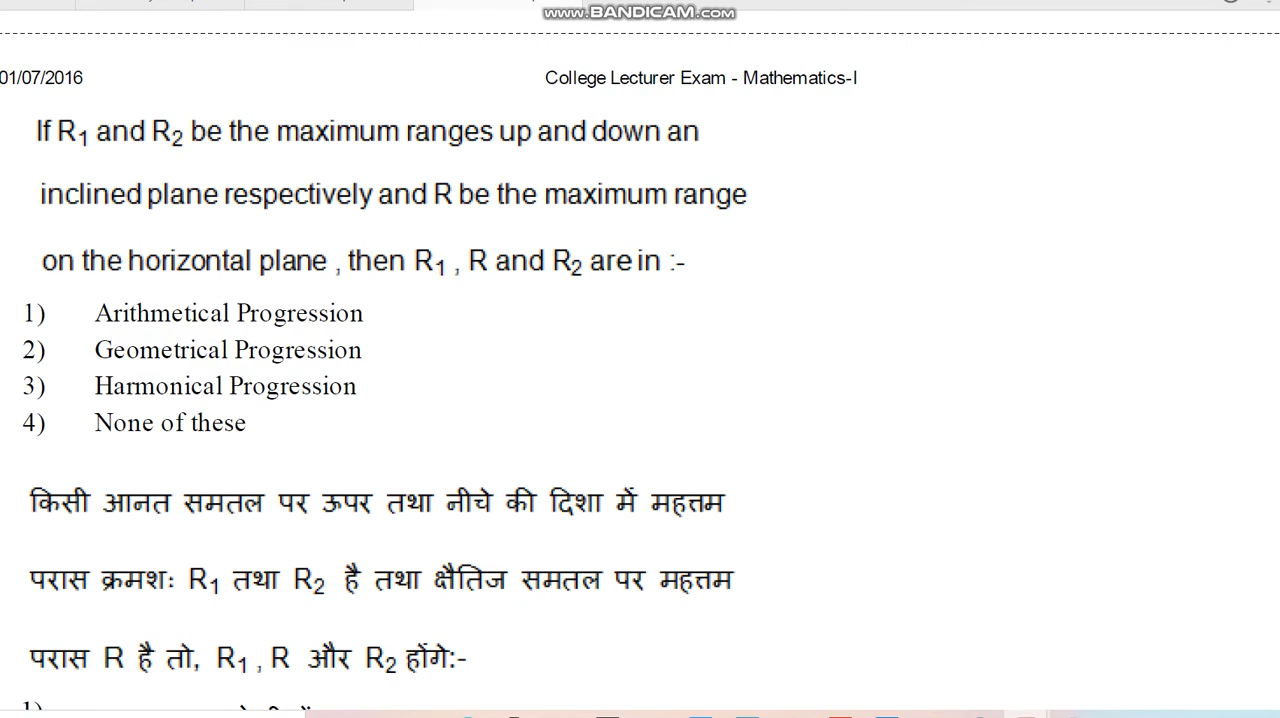 www.BANDICAM.com
01/07/2016 College Lecturer Exam - Mathematics-I
If R₁ and R₂ be the maximum ranges up and down an
inclined plane respectively and R be the maximum range
on the horizontal plane , then R₁ , R and R₂ are in :-
1) Arithmetical Progression
2) Geometrical Progression
3) Harmonical Progression
4) None of these
किसी आनत समतल पर ऊपर तथा नीचे की दिशा में महत्तम
परास क्रमशः R₁ तथा R₂ है तथा क्षैतिज समतल पर महत्तम
परास R है तो, R₁ , R और R₂ होंगे:-
1)